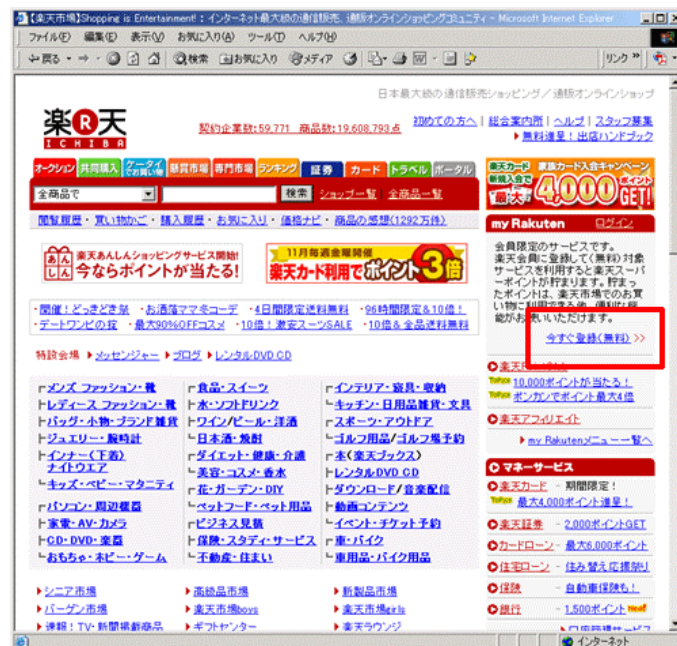 【楽天市場】Shopping is Entertainment! : インターネット最大級の通信販売、通販オンラインショッピングコミュニティ - Microsoft Internet Explorer
ファイル(F) 編集(E) 表示(V) お気に入り(A) ツール(T) ヘルプ(H)
戻る 検索 お気に入り メディア リンク
日本最大級の通信販売ショッピング/通販オンラインショップ
楽R天
ICHIBA
契約企業数:59,771 商品数:19,608,793点
初めての方へ | 総合案内所 | ヘルプ | スタッフ募集
無料進呈!出店ハンドブック
オークション 共同購入 ケータイでお買い物 懸賞市場 専門市場 ランキング 証券 カード トラベル ポータル
全商品で 検索 ショップ一覧 全商品一覧
閲覧履歴・買い物かご・購入履歴・お気に入り・価格ナビ・商品の感想(1292万件)
楽天カード 家族カード入会キャンペーン
新規入会で
最大4,000ポイントGET!
あんしん 楽天あんしんショッピングサービス開始!
今ならポイントが当たる!
11月毎週金曜開催
楽天カード利用でポイント3倍
my Rakuten ログイン
会員限定のサービスです。
楽天会員に登録して(無料)対象
サービスを利用すると楽天スーパ
ーポイントが貯まります。貯まっ
たポイントは、楽天市場でのお買
い物に利用できる他、便利な機
能がお使いいただけます。
今すぐ登録(無料) >>
・開催!どっきどき祭 ・お洒落ママ冬コーデ ・4日間限定送料無料 ・96時間限定&10倍!
・デートワンピの掟 ・最大90%OFFコスメ ・10倍!激安スーツSALE ・10倍&全品送料無料
特設会場 メッセンジャー ブログ レンタルDVD CD
メンズ ファッション・靴
レディース ファッション・靴
バッグ・小物・ブランド雑貨
ジュエリー・腕時計
インナー(下着)
ナイトウエア
キッズ・ベビー・マタニティ
パソコン・周辺機器
家電・AV・カメラ
CD・DVD・楽器
おもちゃ・ホビー・ゲーム
食品・スイーツ
水・ソフトドリンク
ワイン/ビール・洋酒
日本酒・焼酎
ダイエット・健康・介護
美容・コスメ・香水
花・ガーデン・DIY
ペットフード・ペット用品
ビジネス見積
保険・スタディ・サービス
不動産・住まい
インテリア・寝具・収納
キッチン・日用品雑貨・文具
スポーツ・アウトドア
ゴルフ用品/ゴルフ場予約
本(楽天ブックス)
レンタルDVD CD
ダウンロード/音楽配信
動画コンテンツ
イベント・チケット予約
車・バイク
車用品・バイク用品
10,000ポイントが当たる!
ポンカンでポイント最大4倍
楽天アフィリエイト
my Rakutenメニュー一覧へ
マネーサービス
楽天カード - 期間限定!
最大4,000ポイント進呈!
楽天証券 - 2,000ポイントGET
カードローン - 最大6,000ポイント
住宅ローン - 住み替え応援祭り
保険 - 自動車保険も!
銀行 - 1,500ポイント New!
シニア市場 高級品市場 新製品市場
バーゲン市場 楽天市場boys 楽天市場girls
速報!TV・新聞掲載商品 ギフトセンター 楽天ラウンジ
インターネット